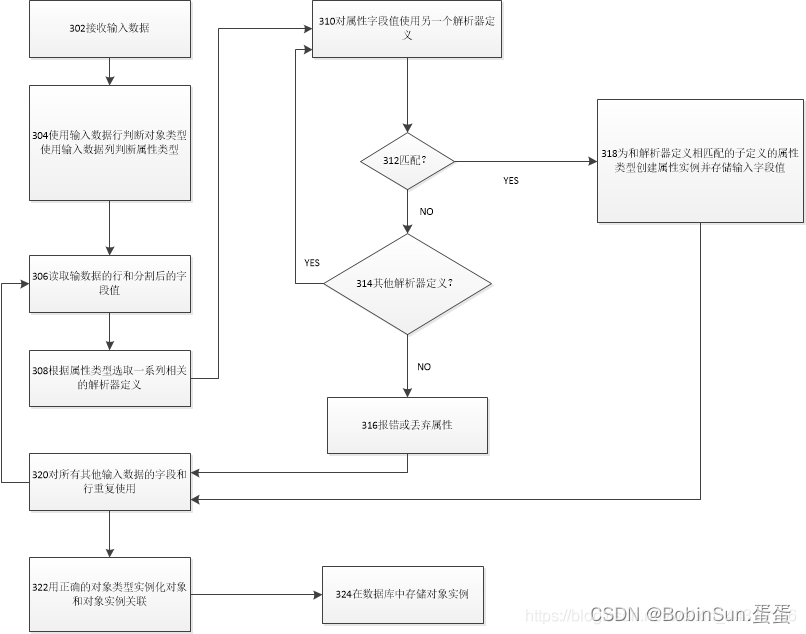 302接收输入数据
304使用输入数据行判断对象类型
使用输入数据列判断属性类型
306读取输数据的行和分割后的字
段值
308根据属性类型选取一系列相关
的解析器定义
310对属性字段值使用另一个解析器定
义
312匹配?
YES
NO
314其他解析器定义?
YES
NO
316报错或丢弃属性
318为和解析器定义相匹配的子定义的属性
类型创建属性实例并存储输入字段值
320对所有其他输入数据的字段和
行重复使用
322用正确的对象类型实例化对象
和对象实例关联
324在数据库中存储对象实例
https://blog
CSDN @BobinSun.蛋蛋